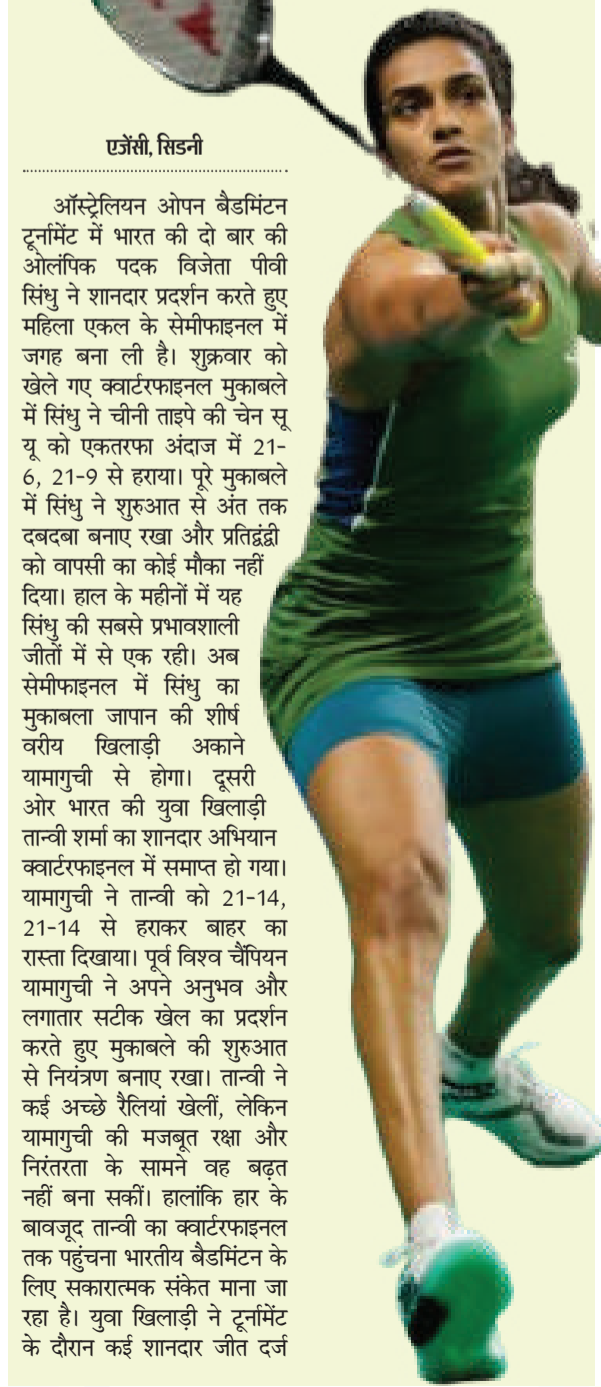 एजेंसी, सिडनी
ऑस्ट्रेलियन ओपन बैडमिंटन
टूर्नामेंट में भारत की दो बार की
ओलंपिक पदक विजेता पीवी
सिंधु ने शानदार प्रदर्शन करते हुए
महिला एकल के सेमीफाइनल में
जगह बना ली है। शुक्रवार को
खेले गए क्वार्टरफाइनल मुकाबले
में सिंधु ने चीनी ताइपे की चेन सू
यू को एकतरफा अंदाज में 21-
6, 21-9 से हराया। पूरे मुकाबले
में सिंधु ने शुरुआत से अंत तक
दबदबा बनाए रखा और प्रतिद्वंद्वी
को वापसी का कोई मौका नहीं
दिया। हाल के महीनों में यह
सिंधु की सबसे प्रभावशाली
जीतों में से एक रही। अब
सेमीफाइनल में सिंधु का
मुकाबला जापान की शीर्ष
वरीय खिलाड़ी अकाने
यामागुची से होगा। दूसरी
ओर भारत की युवा खिलाड़ी
तान्वी शर्मा का शानदार अभियान
क्वार्टरफाइनल में समाप्त हो गया।
यामागुची ने तान्वी को 21-14,
21-14 से हराकर बाहर का
रास्ता दिखाया। पूर्व विश्व चैंपियन
यामागुची ने अपने अनुभव और
लगातार सटीक खेल का प्रदर्शन
करते हुए मुकाबले की शुरुआत
से नियंत्रण बनाए रखा। तान्वी ने
कई अच्छे रैलियां खेलीं, लेकिन
यामागुची की मजबूत रक्षा और
निरंतरता के सामने वह बढ़त
नहीं बना सकीं। हालांकि हार के
बावजूद तान्वी का क्वार्टरफाइनल
तक पहुंचना भारतीय बैडमिंटन के
लिए सकारात्मक संकेत माना जा
रहा है। युवा खिलाड़ी ने टूर्नामेंट
के दौरान कई शानदार जीत दर्ज